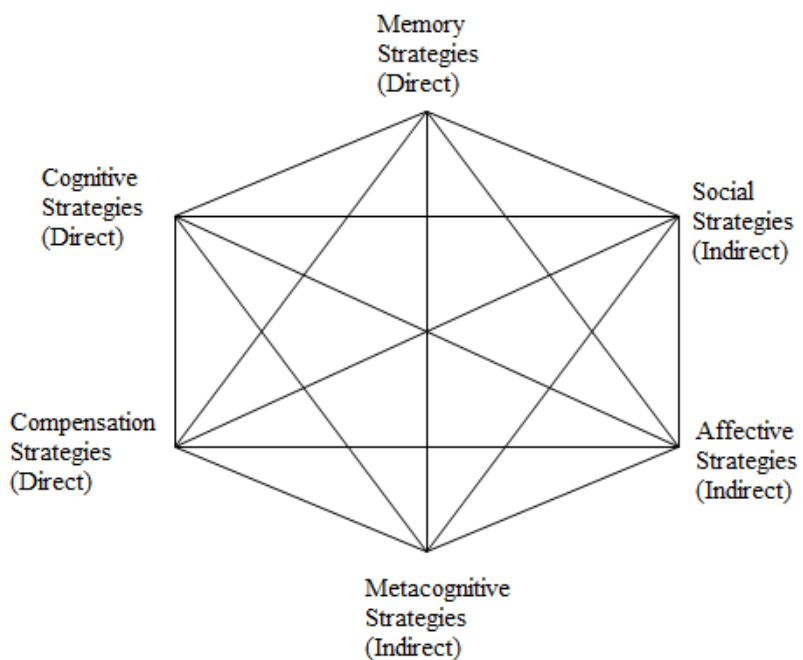 Memory
Strategies
(Direct)
Cognitive
Strategies
(Direct)
Social
Strategies
(Indirect)
Compensation
Strategies
(Direct)
Affective
Strategies
(Indirect)
Metacognitive
Strategies
(Indirect)